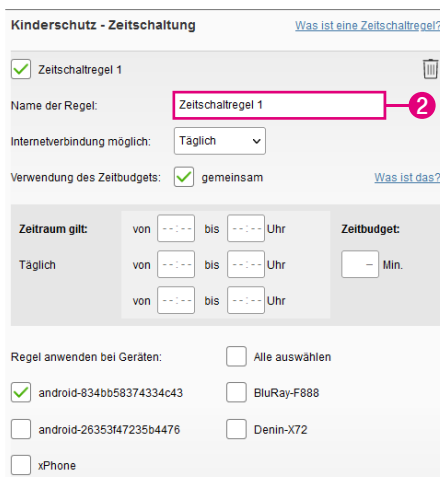 Kinderschutz - Zeitschaltung Was ist eine Zeitschaltregel?
Zeitschaltregel 1
Name der Regel: Zeitschaltregel 1 2
Internetverbindung möglich: Täglich
Verwendung des Zeitbudgets: gemeinsam Was ist das?
Zeitraum gilt: von --:-- bis --:-- Uhr Zeitbudget:
Täglich von --:-- bis --:-- Uhr – Min.
von --:-- bis --:-- Uhr
Regel anwenden bei Geräten: Alle auswählen
android-834bb58374334c43 BluRay-F888
android-26353f47235b4476 Denin-X72
xPhone